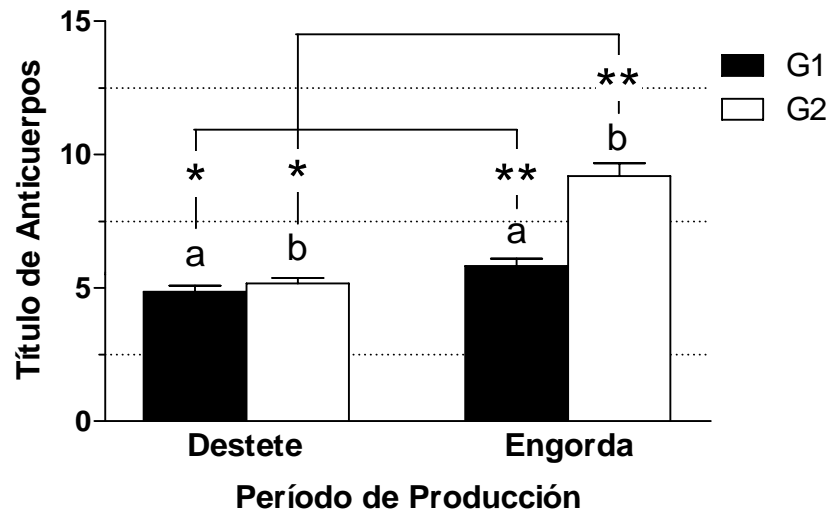 15
10
5
0
Título de Anticuerpos
G1
G2
* * ** **
a b a b
Destete Engorda
Período de Producción